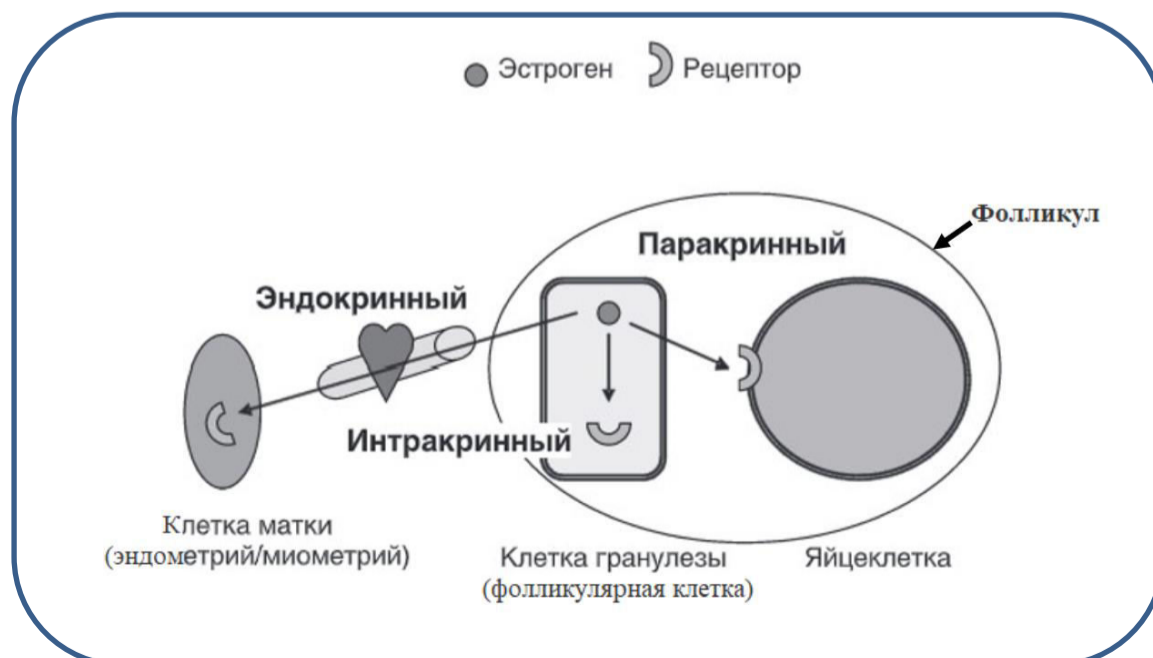 Эстроген
Рецептор
Фолликул
Паракринный
Эндокринный
Интракринный
Клетка матки
(эндометрий/миометрий)
Клетка гранулезы
(фолликулярная клетка)
Яйцеклетка